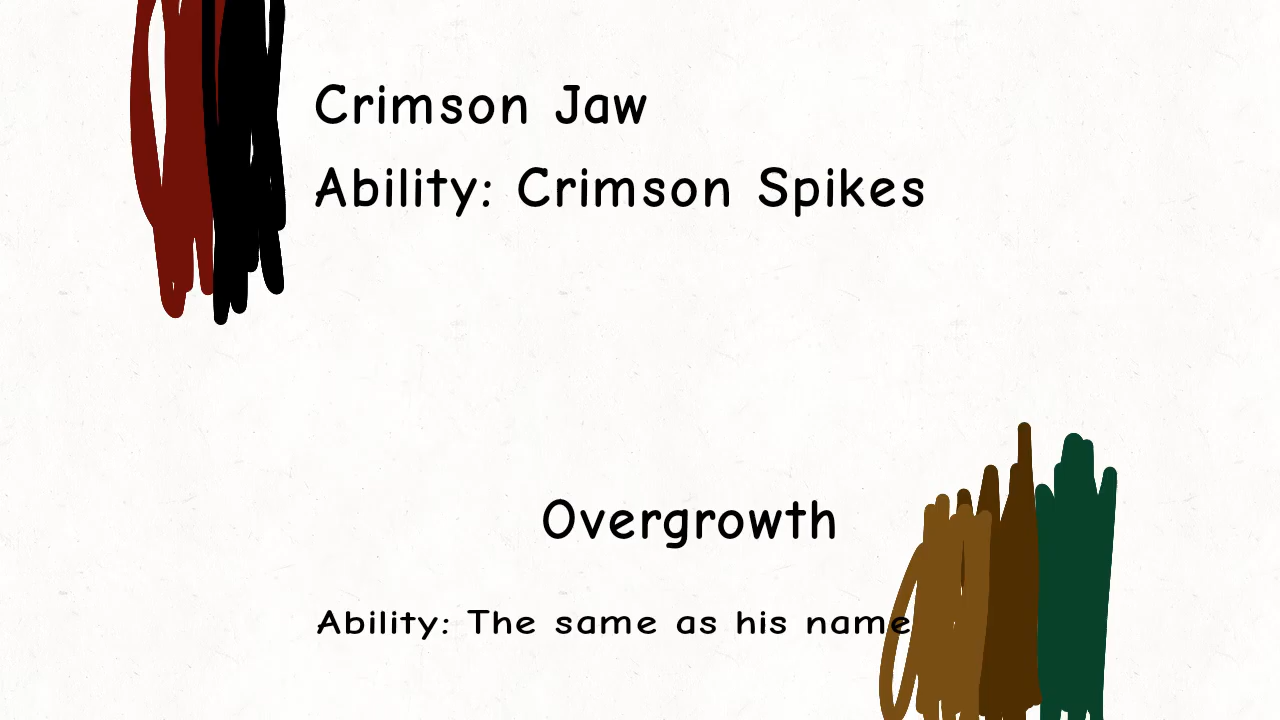 Crimson Jaw
Ability: Crimson Spikes
Overgrowth
Ability: The same as his name